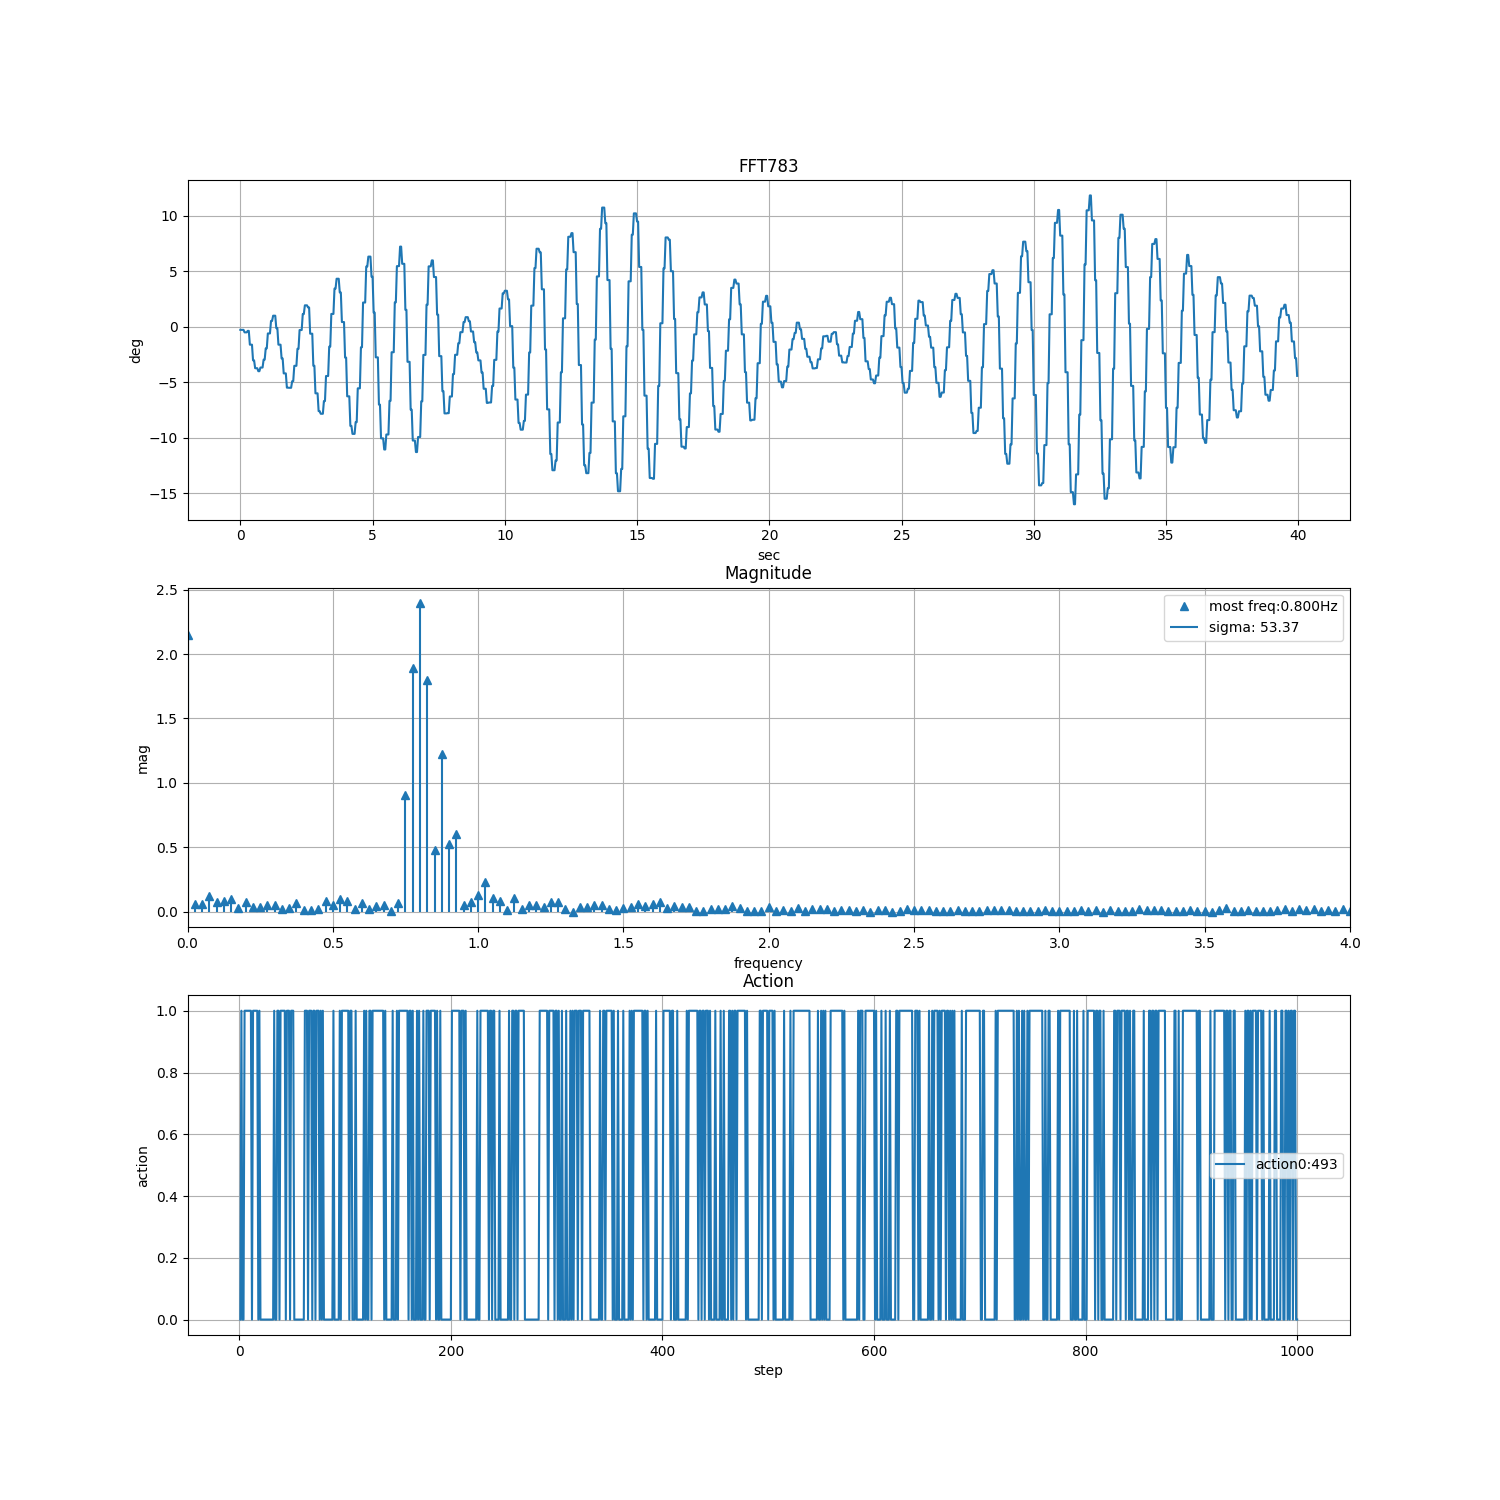 FFT783
10
5
0
−5
−10
−15
deg
0 5 10 15 20 25 30 35 40
sec
Magnitude
2.5
2.0
1.5
1.0
0.5
0.0
mag
most freq:0.800Hz
sigma: 53.37
0.0 0.5 1.0 1.5 2.0 2.5 3.0 3.5 4.0
frequency
Action
1.0
0.8
0.6
0.4
0.2
0.0
action
action0:493
0 200 400 600 800 1000
step